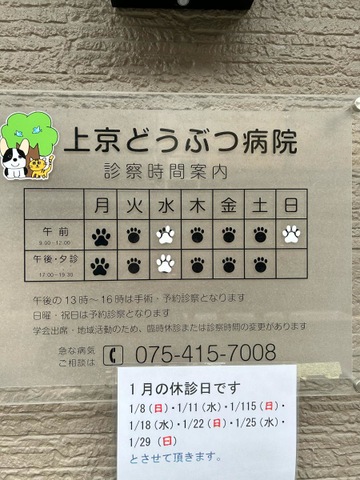 上京どうぶつ病院
診察時間案内
月 火 水 木 金 土 日
午前
9:00-12:00
午後・夕診
17:00-19:30
午後の13時～16時は手術・予約診察となります
日曜・祝日は予約診察となります
学会出席・地域活動のため、臨時休診または診察時間の変更があります
急な病気
ご相談は
075-415-7008
1月の休診日です
1/8（日）・1/11（水）・1/115（日）・
1/18（水）・1/22（日）・1/25（水）・
1/29（日）
とさせて頂きます。